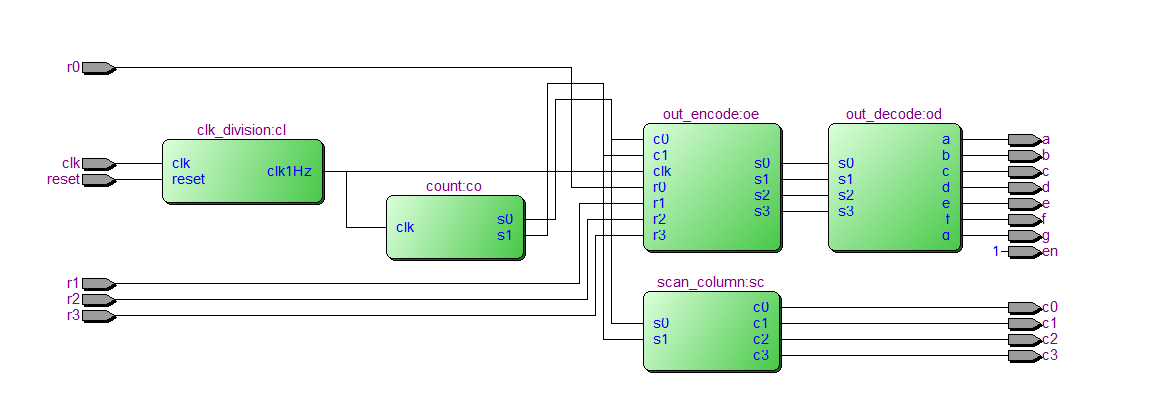 r0
clk
reset
r1
r2
r3
clk_division:cl
clk
reset
clk1Hz
count:co
clk
s0
s1
out_encode:oe
c0
c1
clk
r0
r1
r2
r3
s0
s1
s2
s3
out_decode:od
s0
s1
s2
s3
a
b
c
d
e
f
g
a
b
c
d
e
f
g
1
en
scan_column:sc
s0
s1
c0
c1
c2
c3
c0
c1
c2
c3